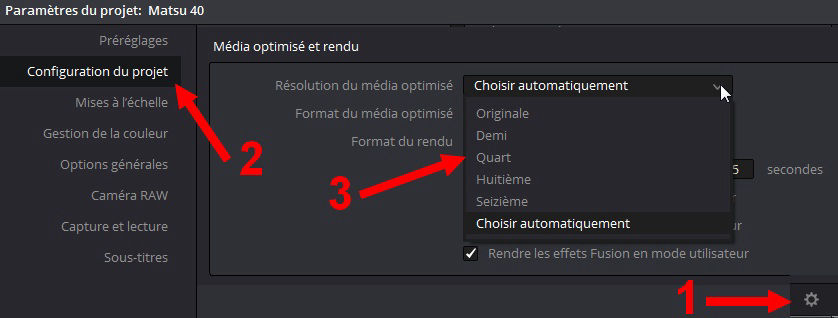 Paramètres du projet: Matsu 40
Préréglages
Configuration du projet
Mises à l'échelle
Gestion de la couleur
Options générales
Caméra RAW
Capture et lecture
Sous-titres
Média optimisé et rendu
Résolution du média optimisé
Choisir automatiquement
Format du média optimisé
Format du rendu
Originale
Demi
Quart
Huitième
Seizième
Choisir automatiquement
5 secondes
Rendre les effets Fusion en mode utilisateur
2
3
1